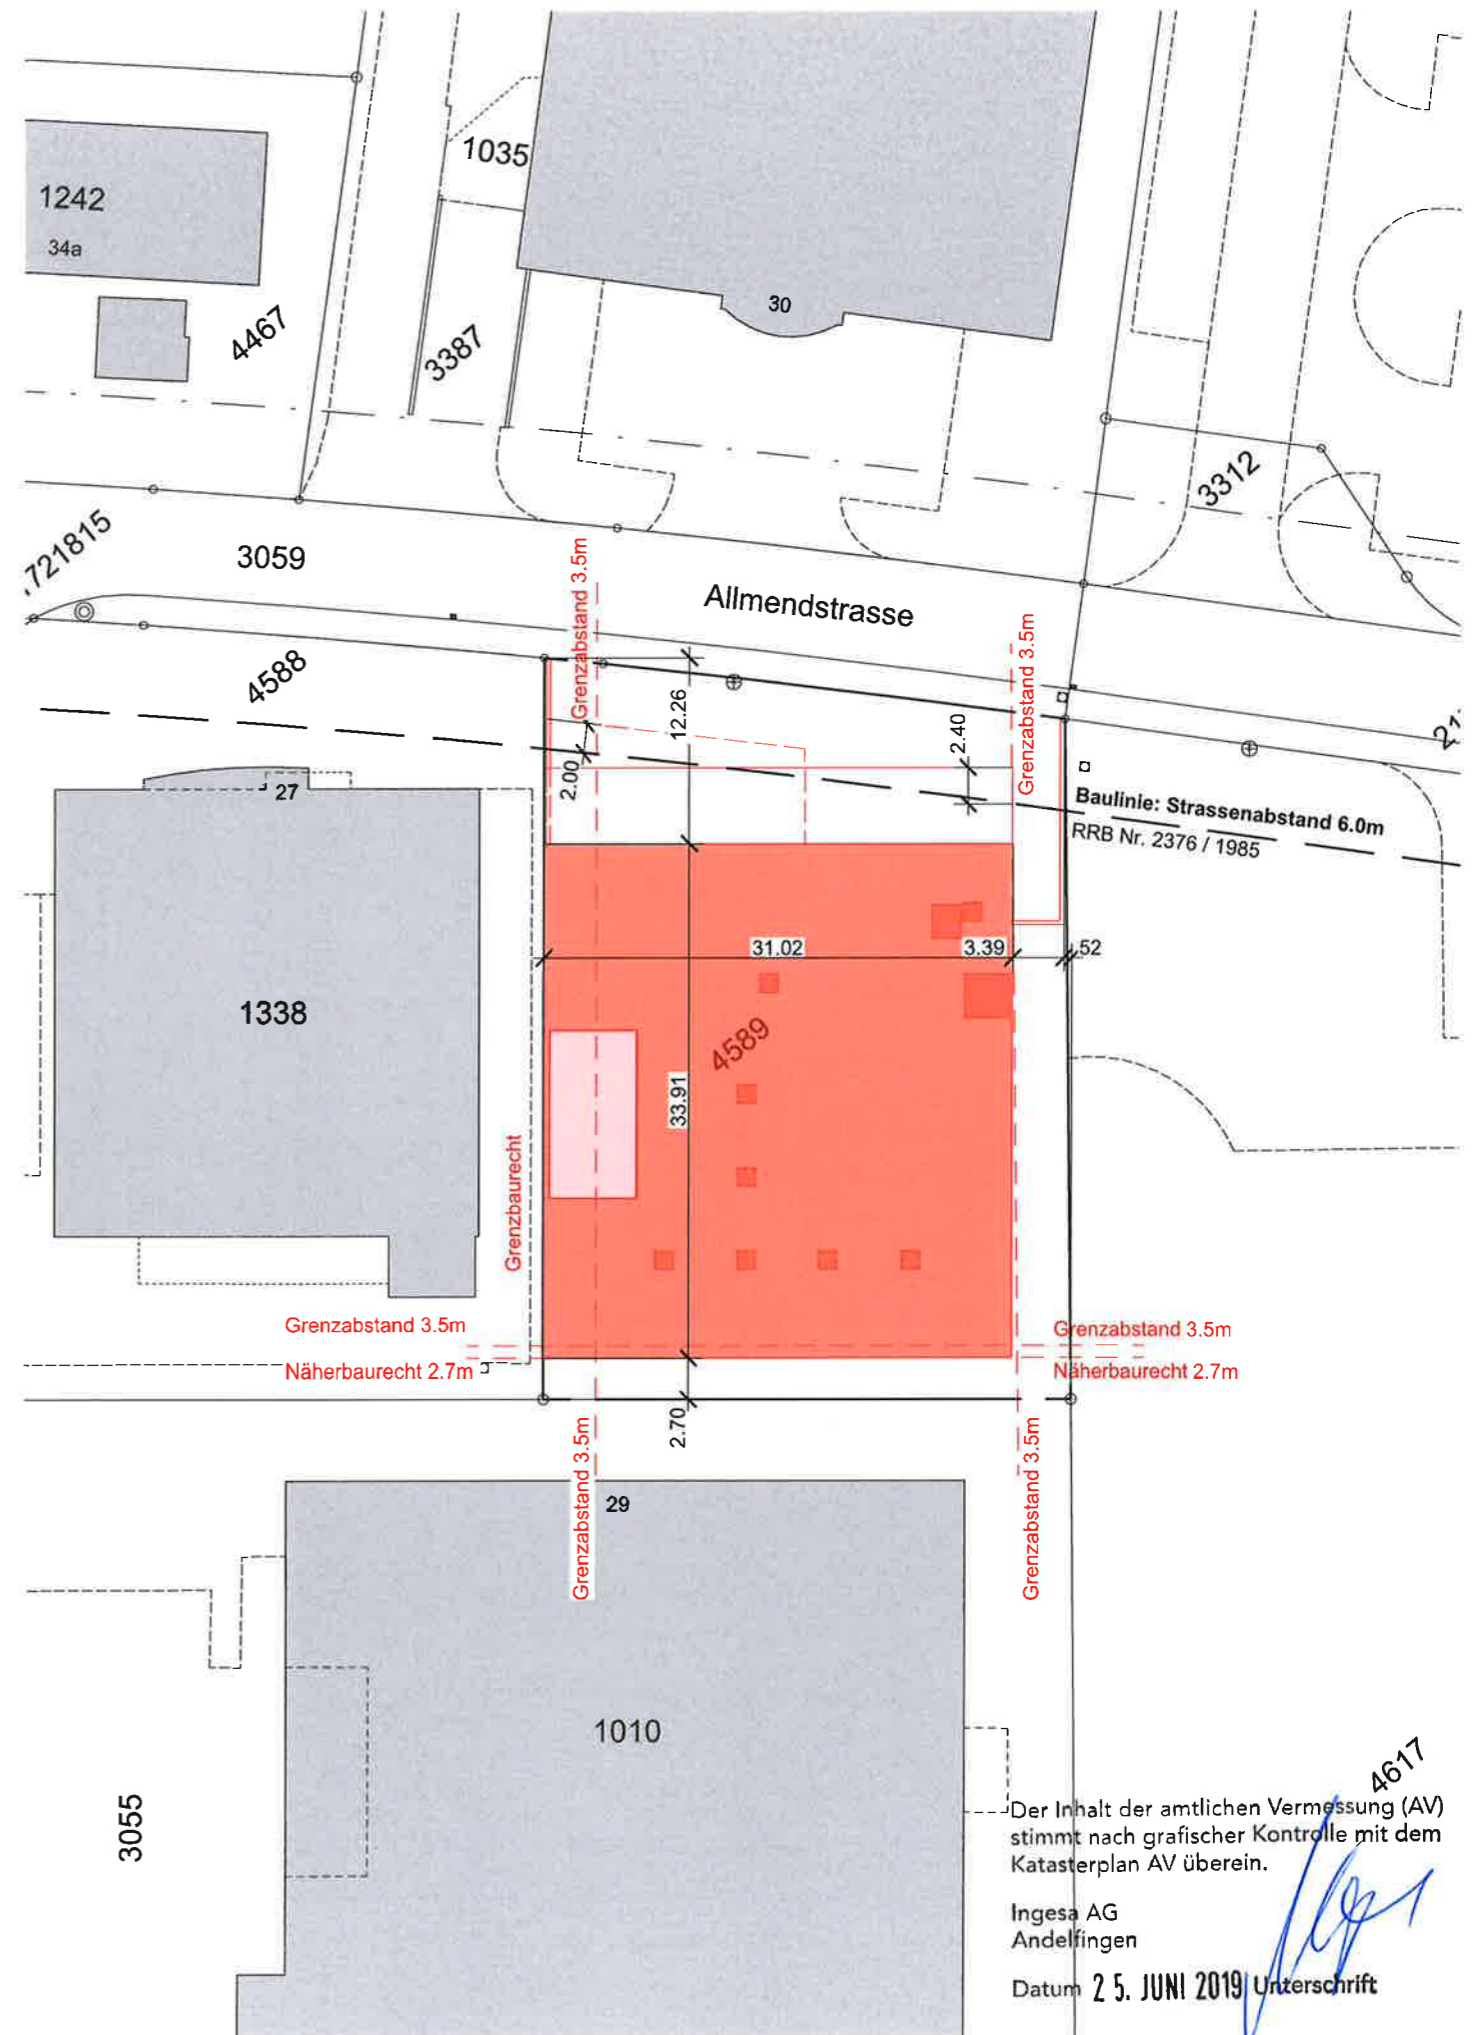 1035
1242
34a
30
4467
3387
3312
3059
Allmendstrasse
Grenzabstand 3.5m
Grenzabstand 3.5m
4588
12.26
2.40
2.00
27
Baulinie: Strassenabstand 6.0m
RRB Nr. 2376 / 1985
31.02
3.39
52
1338
4589
33.91
Grenzbaurecht
Grenzabstand 3.5m
Näherbaurecht 2.7m
Grenzabstand 3.5m
Näherbaurecht 2.7m
2.70
Grenzabstand 3.5m
Grenzabstand 3.5m
29
1010
3055
4617
Der Inhalt der amtlichen Vermessung (AV)
stimmt nach grafischer Kontrolle mit dem
Katasterplan AV überein.
Ingesa AG
Andelfingen
Datum 25. JUNI 2019 Unterschrift